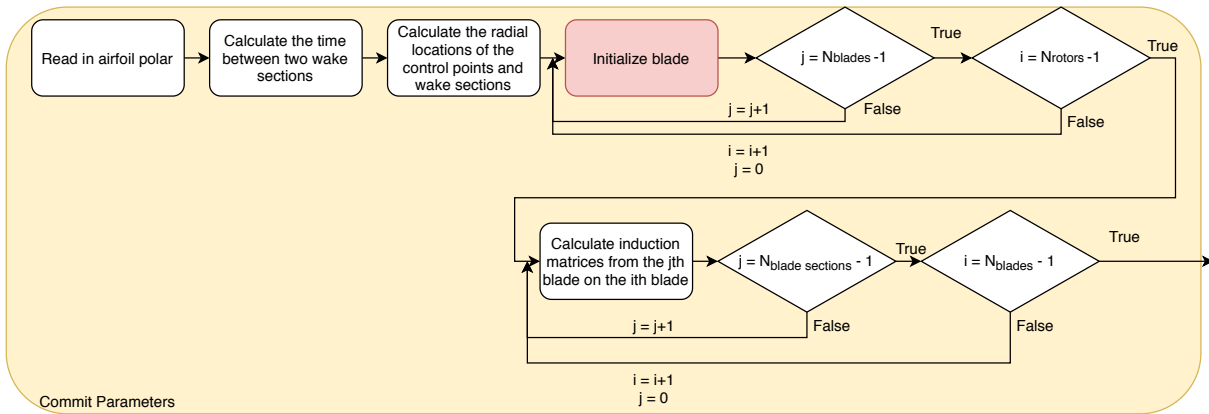 Read in airfoil polar
Calculate the time
between two wake
sections
Calculate the radial
locations of the
control points and
wake sections
Initialize blade
j = Nblades -1
True
i = Nrotors -1
True
False
j = j+1
False
i = i+1
j = 0
Calculate induction
matrices from the jth
blade on the ith blade
j = Nblade sections - 1
True
i = Nblades - 1
True
False
j = j+1
False
i = i+1
j = 0
Commit Parameters